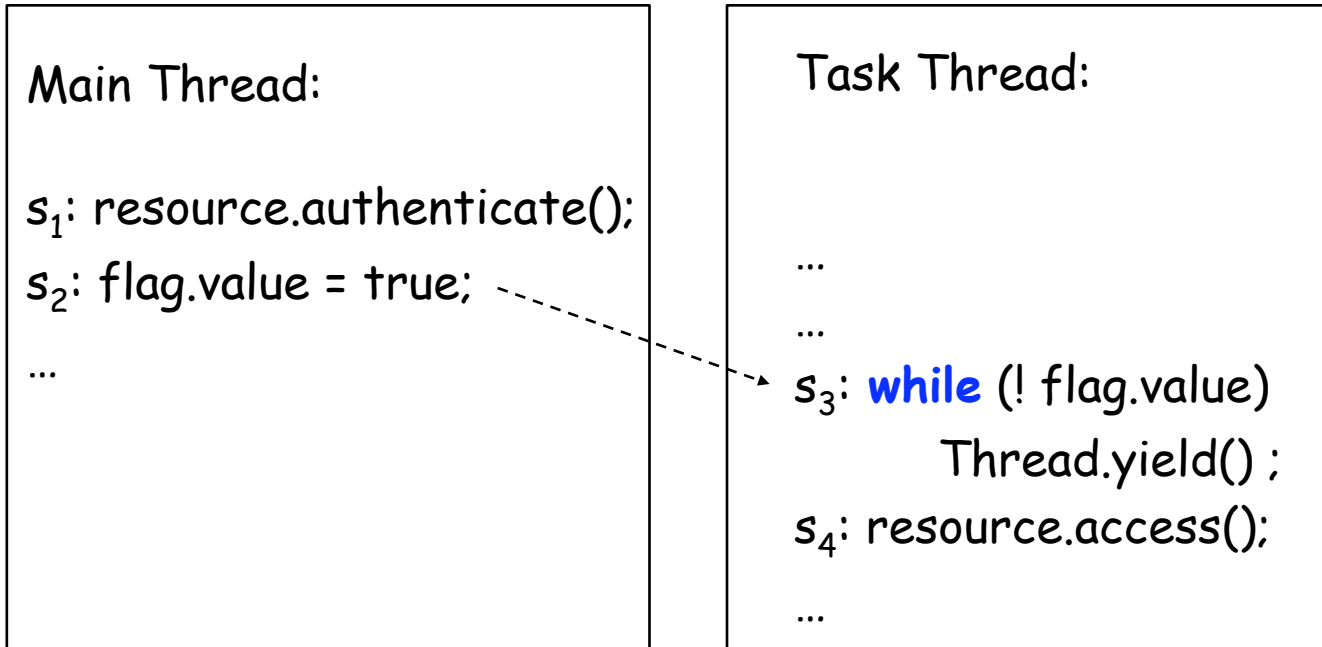 Main Thread:
s₁: resource.authenticate();
s₂: flag.value = true;
…
Task Thread:
…
…
s₃: while (! flag.value)
Thread.yield() ;
s₄: resource.access();
…